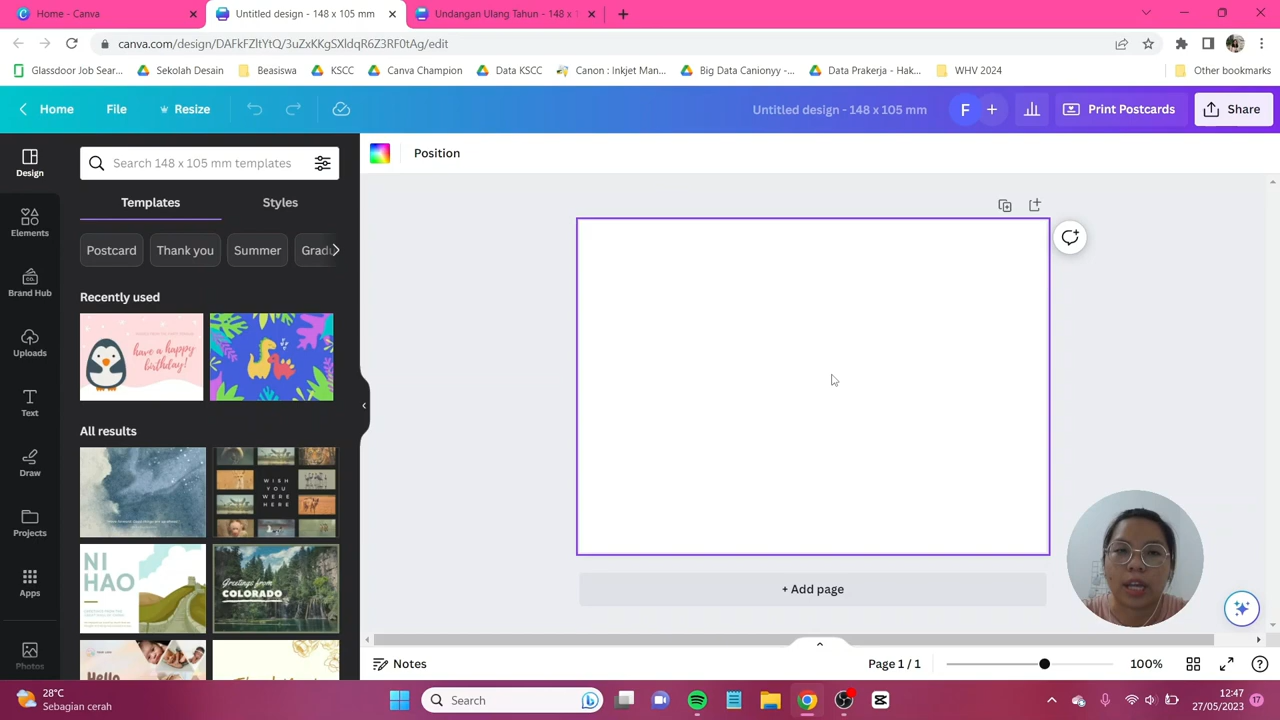 Home - Canva
Untitled design - 148 x 105 mm
Undangan Ulang Tahun - 148 x
canva.com/design/DAFkFZltYtQ/3uZxKKgSXldqR6Z3RF0tAg/edit
Glassdoor Job Sear...
Sekolah Desain
Beasiswa
KSCC
Canva Champion
Data KSCC
Canon : Inkjet Man...
Big Data Canionyy -...
Data Prakerja - Hak...
WHV 2024
Other bookmarks
Home
File
Resize
Untitled design - 148 x 105 mm
F
Print Postcards
Share
Design
Elements
Brand Hub
Uploads
Text
Draw
Projects
Apps
Photos
Search 148 x 105 mm templates
Templates
Styles
Postcard
Thank you
Summer
Gradu
Recently used
have a happy
birthday!
All results
WISH
YOU
WERE
HERE
NI
HAO
Greetings from
COLORADO
Hello
Position
+ Add page
Notes
Page 1 / 1
100%
28°C
Sebagian cerah
Search
12:47
27/05/2023
17